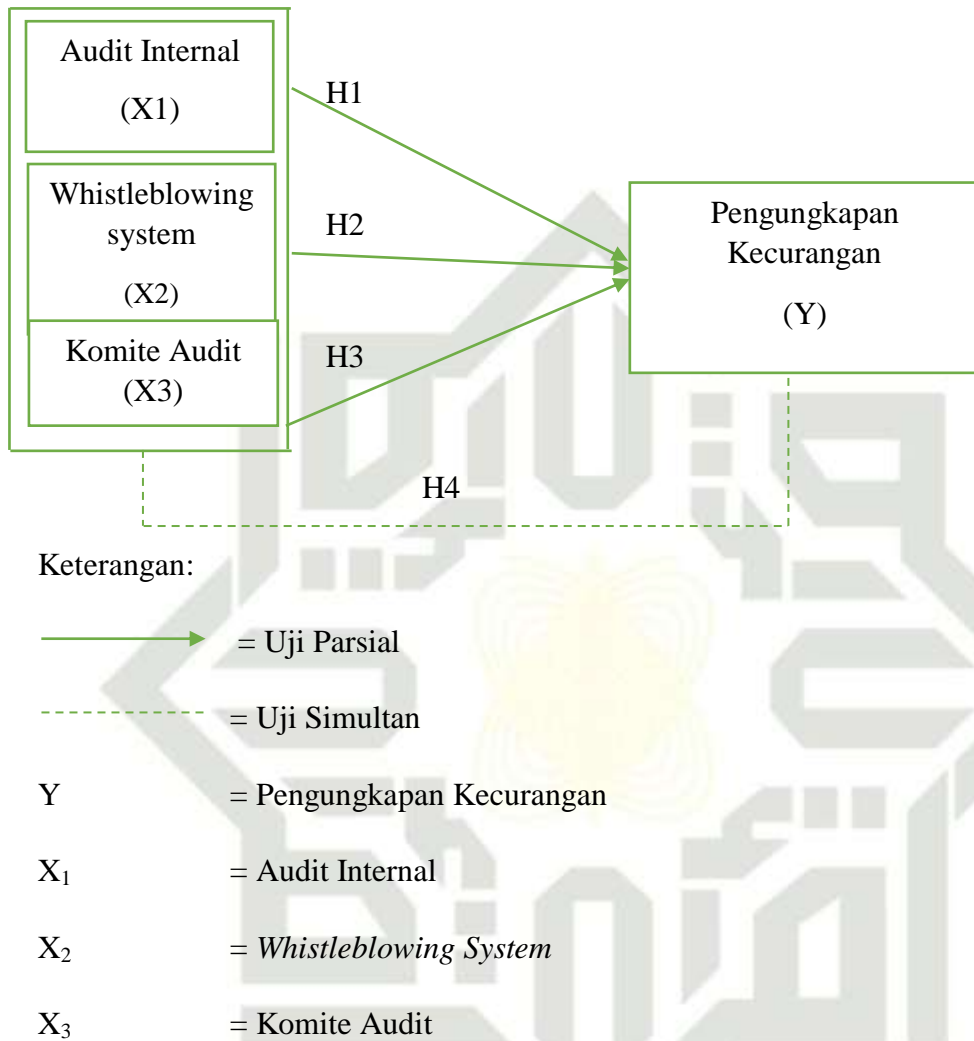 Audit Internal
(X1)
Whistleblowing
system
(X2)
Komite Audit
(X3)
H1
H2
H3
H4
Pengungkapan
Kecurangan
(Y)
Keterangan:
= Uji Parsial
= Uji Simultan
Y = Pengungkapan Kecurangan
X₁ = Audit Internal
X₂ = Whistleblowing System
X₃ = Komite Audit